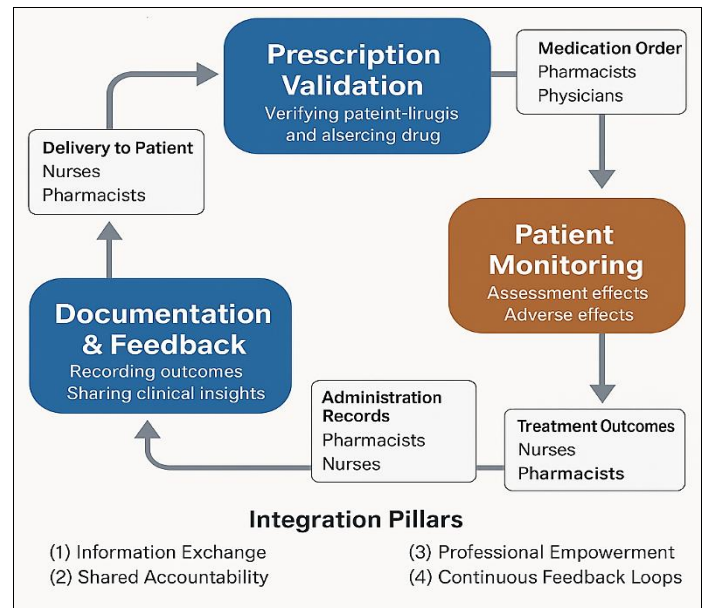 Prescription
Validation
Verifying pateint-lirugis
and alsercing drug
Medication Order
Pharmacists
Physicians
Patient
Monitoring
Assessment effects
Adverse effects
Treatment Outcomes
Nurses
Pharmacists
Administration
Records
Pharmacists
Nurses
Documentation
& Feedback
Recording outcomes
Sharing clinical insights
Delivery to Patient
Nurses
Pharmacists
Integration Pillars
(1) Information Exchange
(2) Shared Accountability
(3) Professional Empowerment
(4) Continuous Feedback Loops